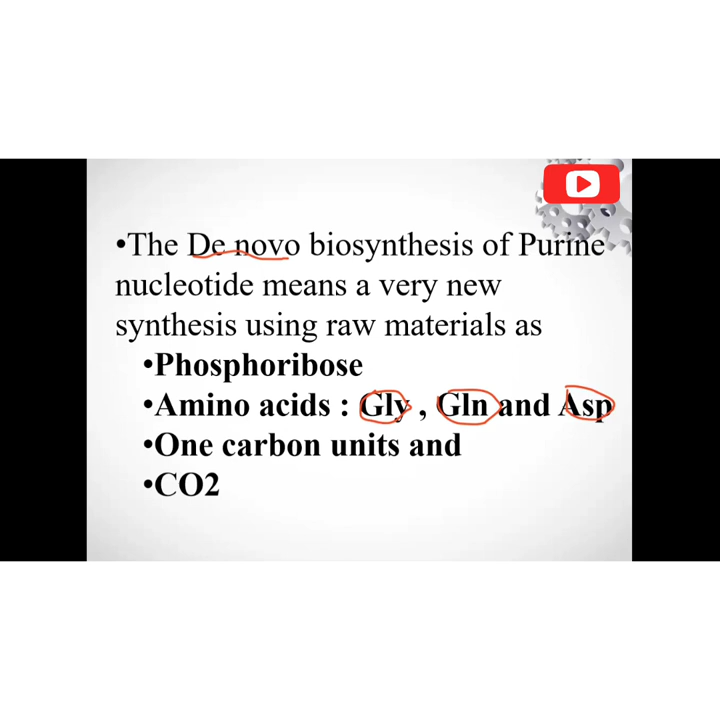 •The De novo biosynthesis of Purine
nucleotide means a very new
synthesis using raw materials as
•Phosphoribose
•Amino acids : Gly , Gln and Asp
•One carbon units and
•CO2